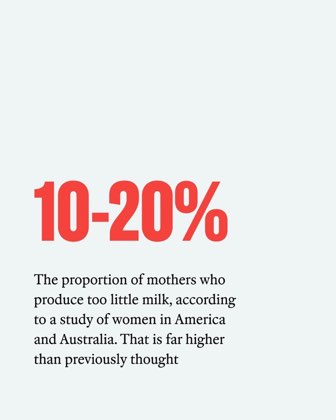 10-20%
The proportion of mothers who
produce too little milk, according
to a study of women in America
and Australia. That is far higher
than previously thought